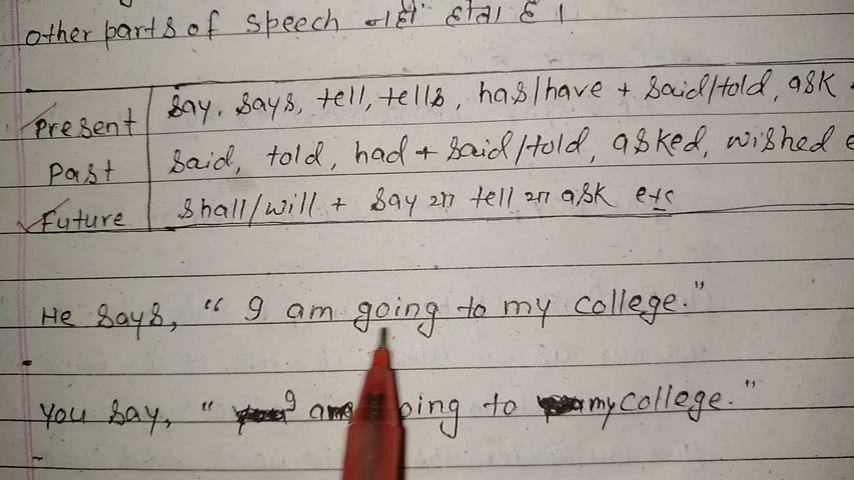 other parts of speech नहीं होता है।
Present say, says, tell, tells, has/have + said/told, ask
Past said, told, had + said/told, asked, wished e
Future shall/will + say या tell या ask etc
He says, “ I am going to my college.”
You say, “ I am oing to my college.”